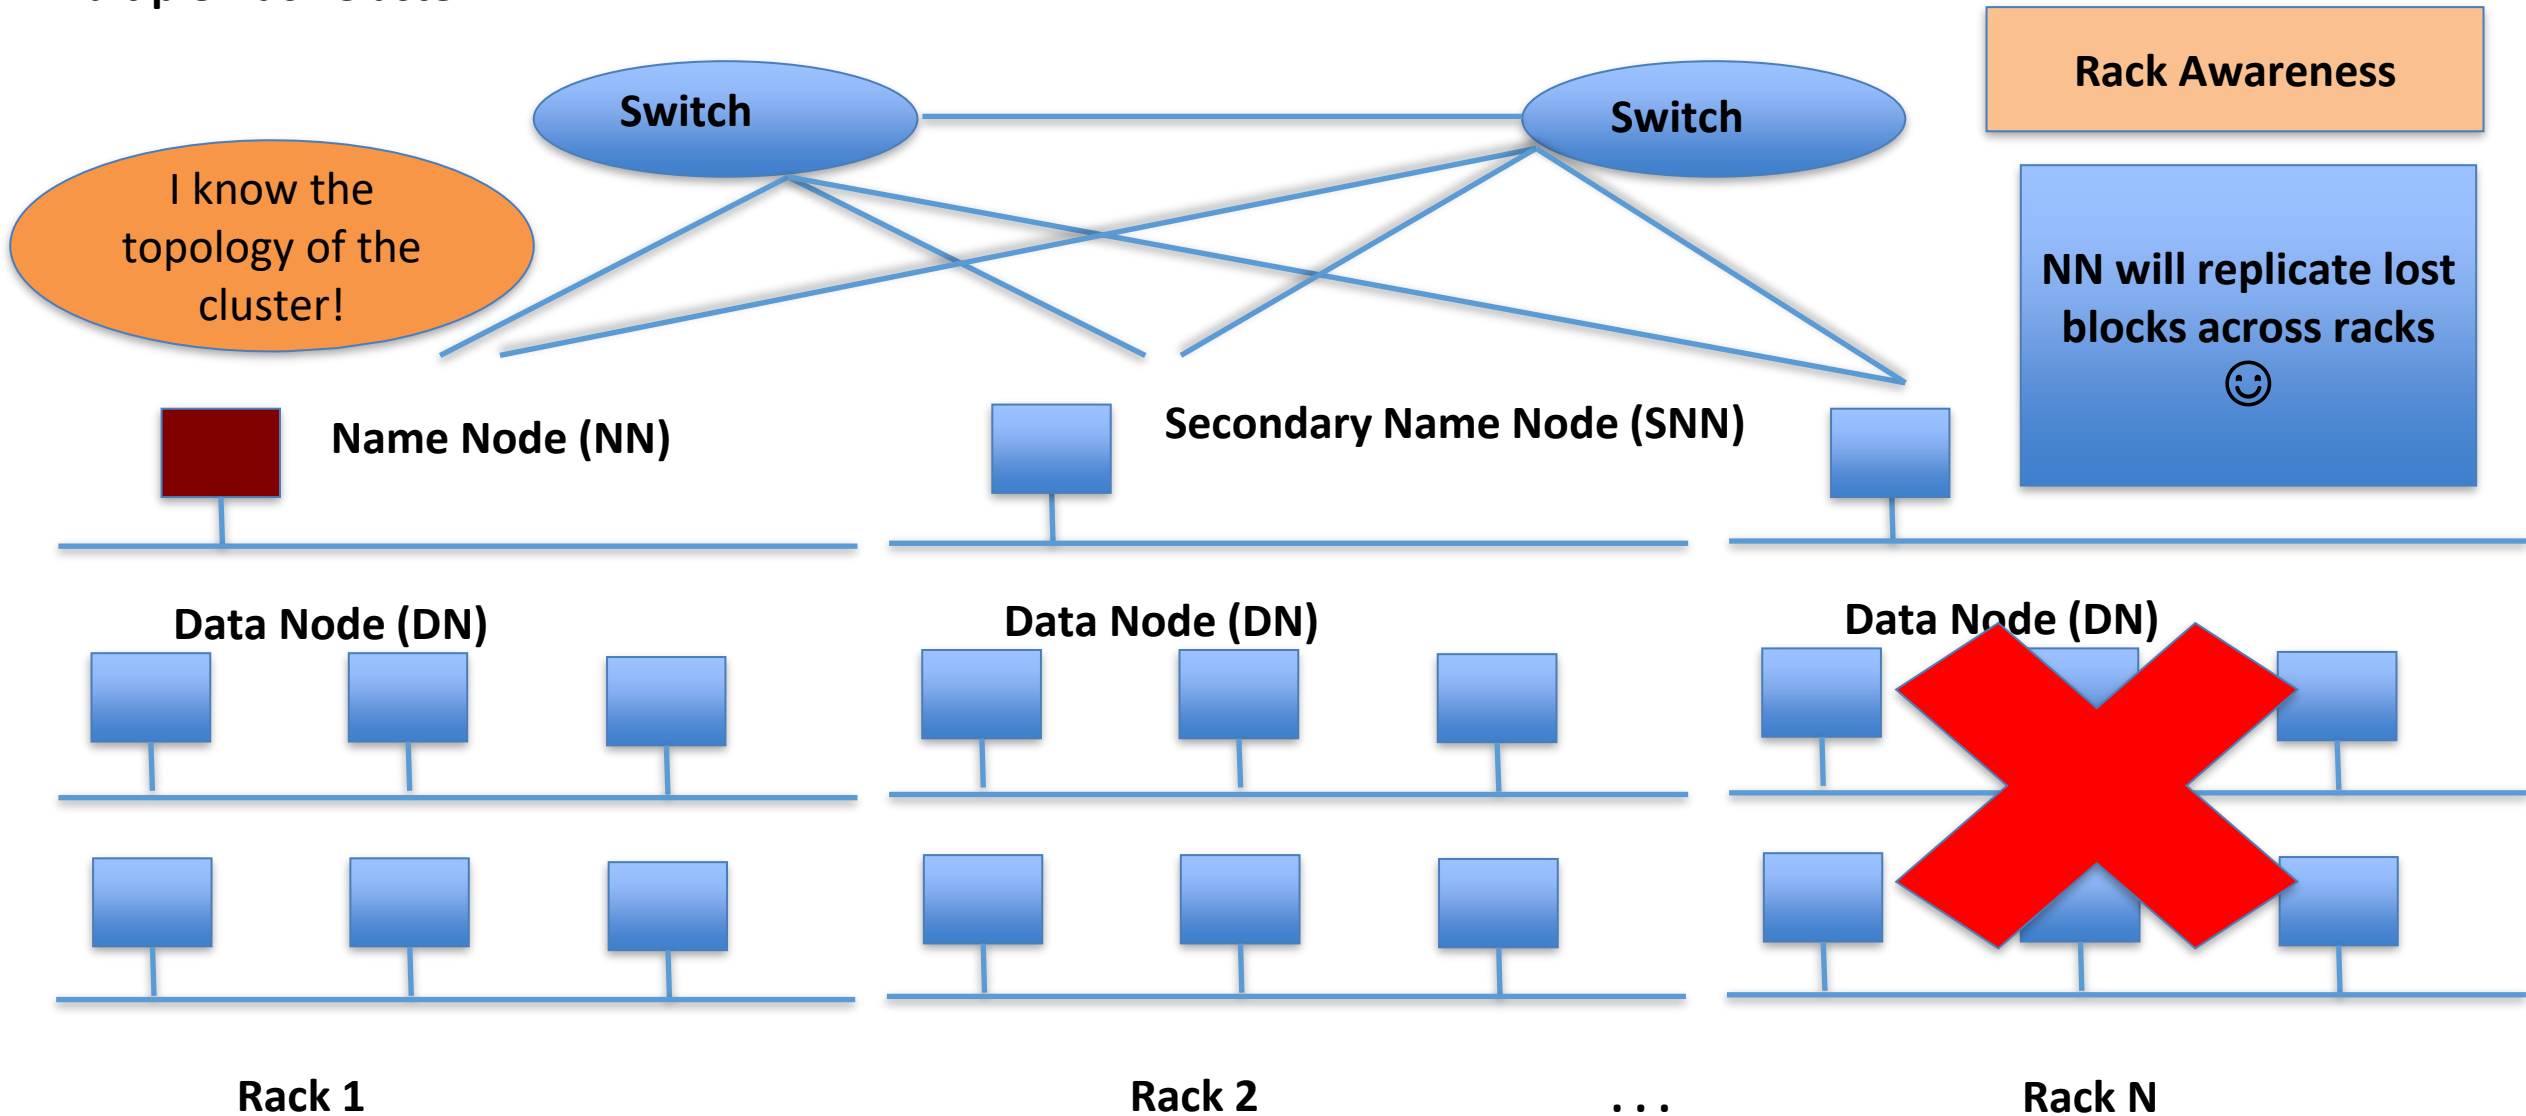 Rack Awareness
Switch
Switch
I know the
topology of the
cluster!
NN will replicate lost
blocks across racks
☺
Name Node (NN)
Secondary Name Node (SNN)
Data Node (DN)
Data Node (DN)
Data Node (DN)
Rack 1
Rack 2
. . .
Rack N